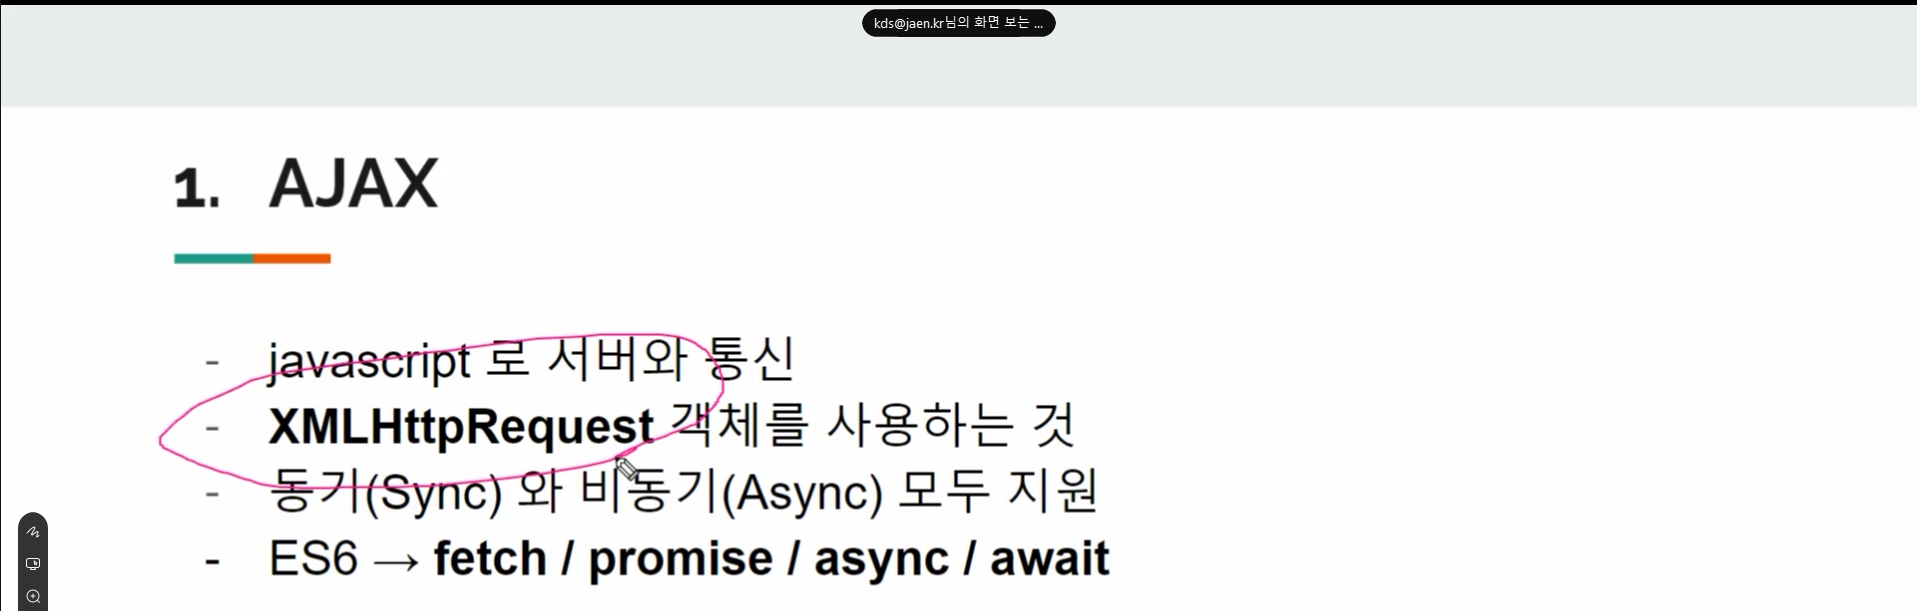 kds@jaen.kr님의 화면 보는 ...
1. AJAX
- javascript 로 서버와 통신
- XMLHttpRequest 객체를 사용하는 것
- 동기(Sync) 와 비동기(Async) 모두 지원
- ES6 → fetch / promise / async / await